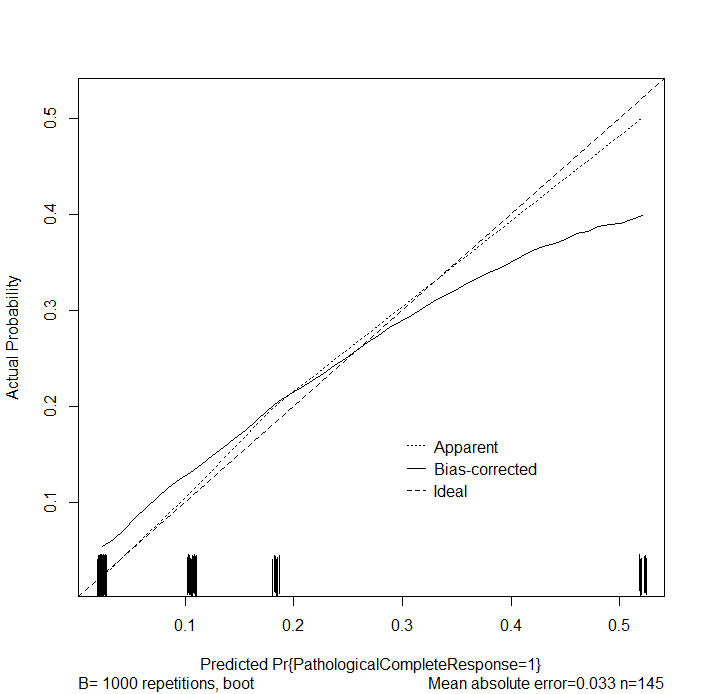 0.5
0.4
0.3
0.2
0.1
Actual Probability
Apparent
Bias-corrected
Ideal
0.1 0.2 0.3 0.4 0.5
Predicted Pr{PathologicalCompleteResponse=1}
B= 1000 repetitions, boot Mean absolute error=0.033 n=145